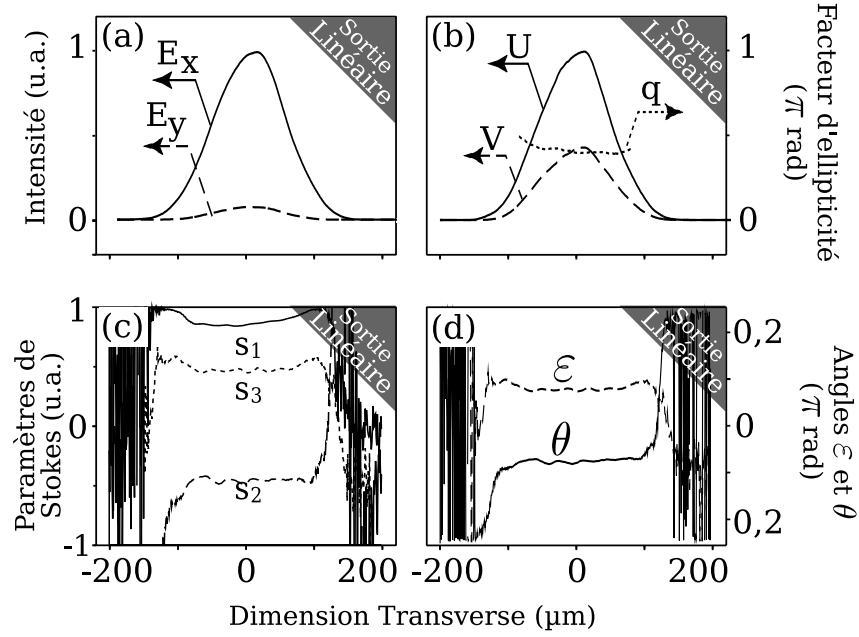 (a)
Sortie
Linéaire
1
0
Intensité (u.a.)
Ex
Ey
(b)
Sortie
Linéaire
U
V
q
1
0
Facteur d'ellipticité
(π rad)
(c)
Sortie
Linéaire
1
0
-1
Paramètres de
Stokes (u.a.)
s1
s3
s2
-200
0
200
(d)
Sortie
Linéaire
ε
θ
0,2
0
0,2
Angles ε et θ
(π rad)
-200
0
200
Dimension Transverse (µm)